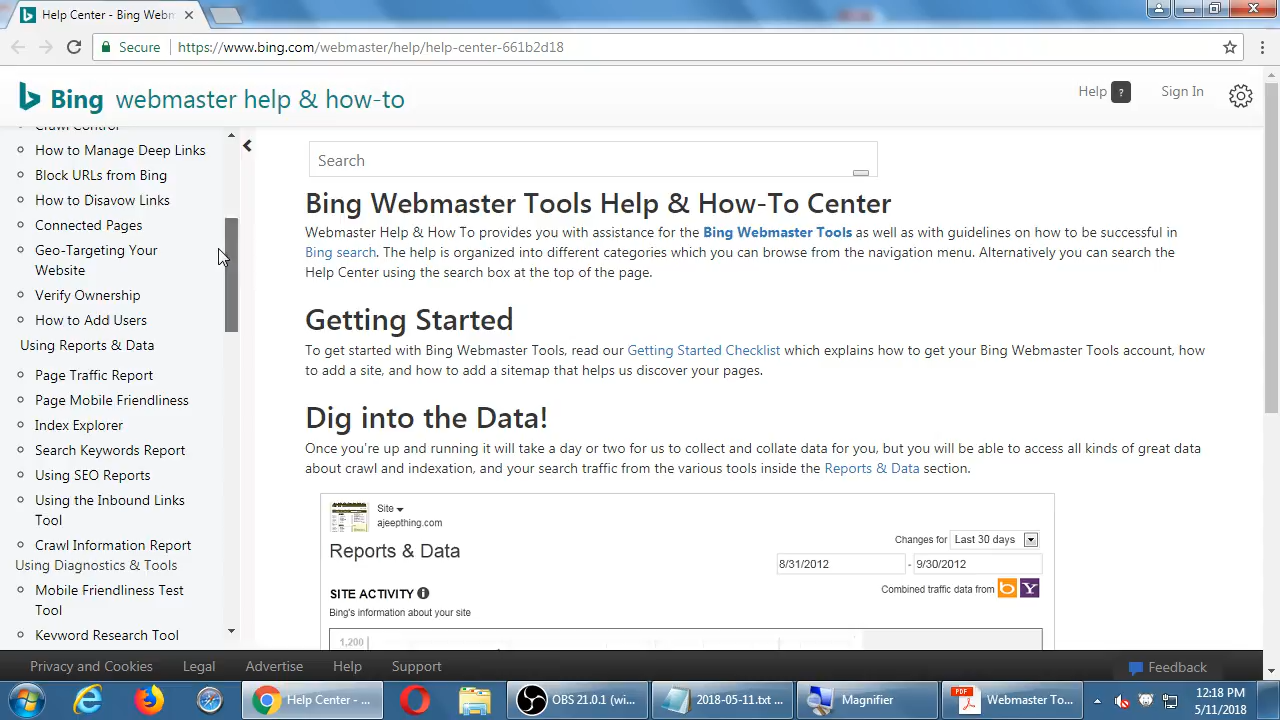 Help Center - Bing Webm
Secure
https://www.bing.com/webmaster/help/help-center-661b2d18
Bing webmaster help & how-to
Help ?
Sign In
Crawl Control
How to Manage Deep Links
Block URLs from Bing
How to Disavow Links
Connected Pages
Geo-Targeting Your
Website
Verify Ownership
How to Add Users
Using Reports & Data
Page Traffic Report
Page Mobile Friendliness
Index Explorer
Search Keywords Report
Using SEO Reports
Using the Inbound Links
Tool
Crawl Information Report
Using Diagnostics & Tools
Mobile Friendliness Test
Tool
Keyword Research Tool
Search
Bing Webmaster Tools Help & How-To Center
Webmaster Help & How To provides you with assistance for the Bing Webmaster Tools as well as with guidelines on how to be successful in
Bing search. The help is organized into different categories which you can browse from the navigation menu. Alternatively you can search the
Help Center using the search box at the top of the page.
Getting Started
To get started with Bing Webmaster Tools, read our Getting Started Checklist which explains how to get your Bing Webmaster Tools account, how
to add a site, and how to add a sitemap that helps us discover your pages.
Dig into the Data!
Once you're up and running it will take a day or two for us to collect and collate data for you, but you will be able to access all kinds of great data
about crawl and indexation, and your search traffic from the various tools inside the Reports & Data section.
Site
ajeepthing.com
Reports & Data
Changes for Last 30 days
8/31/2012 - 9/30/2012
Combined traffic data from b Y
SITE ACTIVITY
Bing's information about your site
1,200
Privacy and Cookies
Legal
Advertise
Help
Support
Feedback
Help Center - ...
OBS 21.0.1 (wi...
2018-05-11.txt ...
Magnifier
PDF
Webmaster To...
12:18 PM
5/11/2018